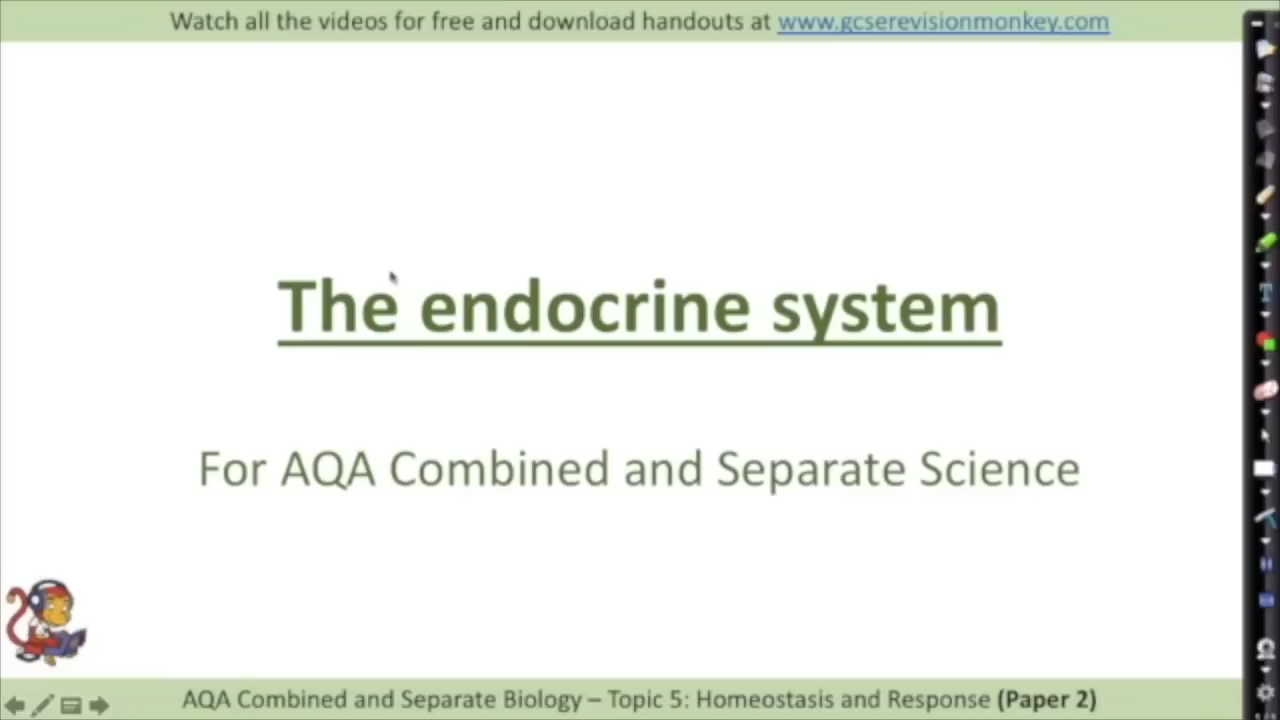 Watch all the videos for free and download handouts at www.gcserevisionmonkey.com
The endocrine system
For AQA Combined and Separate Science
AQA Combined and Separate Biology – Topic 5: Homeostasis and Response (Paper 2)